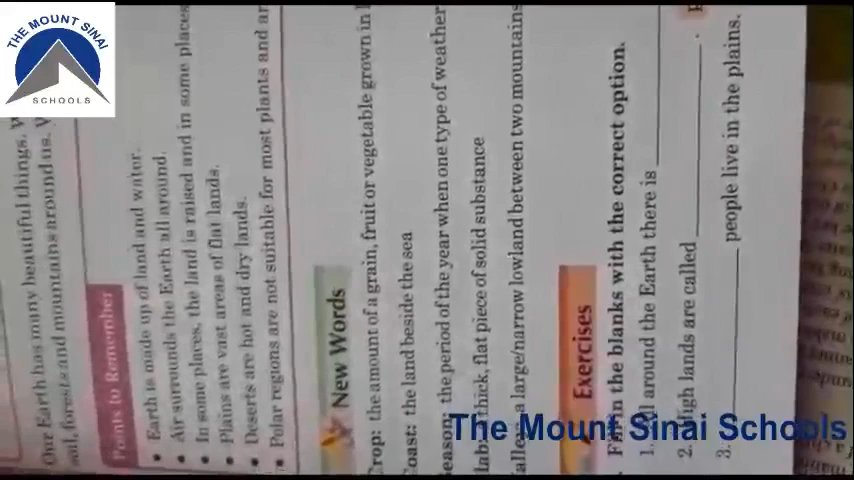 THE MOUNT SINAI
SCHOOLS
Our Earth has many beautiful things.
soil, forests and mountains around us.
Points to Remember
• Earth is made up of land and water.
• Air surrounds the Earth all around.
• In some places, the land is raised and in some places
• Plains are vast areas of flat lands.
• Deserts are hot and dry lands.
• Polar regions are not suitable for most plants and
New Words
Crop: the amount of a grain, fruit or vegetable grown in
Coast: the land beside the sea
Season: the period of the year when one type of weather
thick, flat piece of solid substance
a large/narrow lowland between two mountains
Exercises
Fill in the blanks with the correct option.
1. All around the Earth there is
2. High lands are called .
3. people live in the plains.
The Mount Sinai Schools